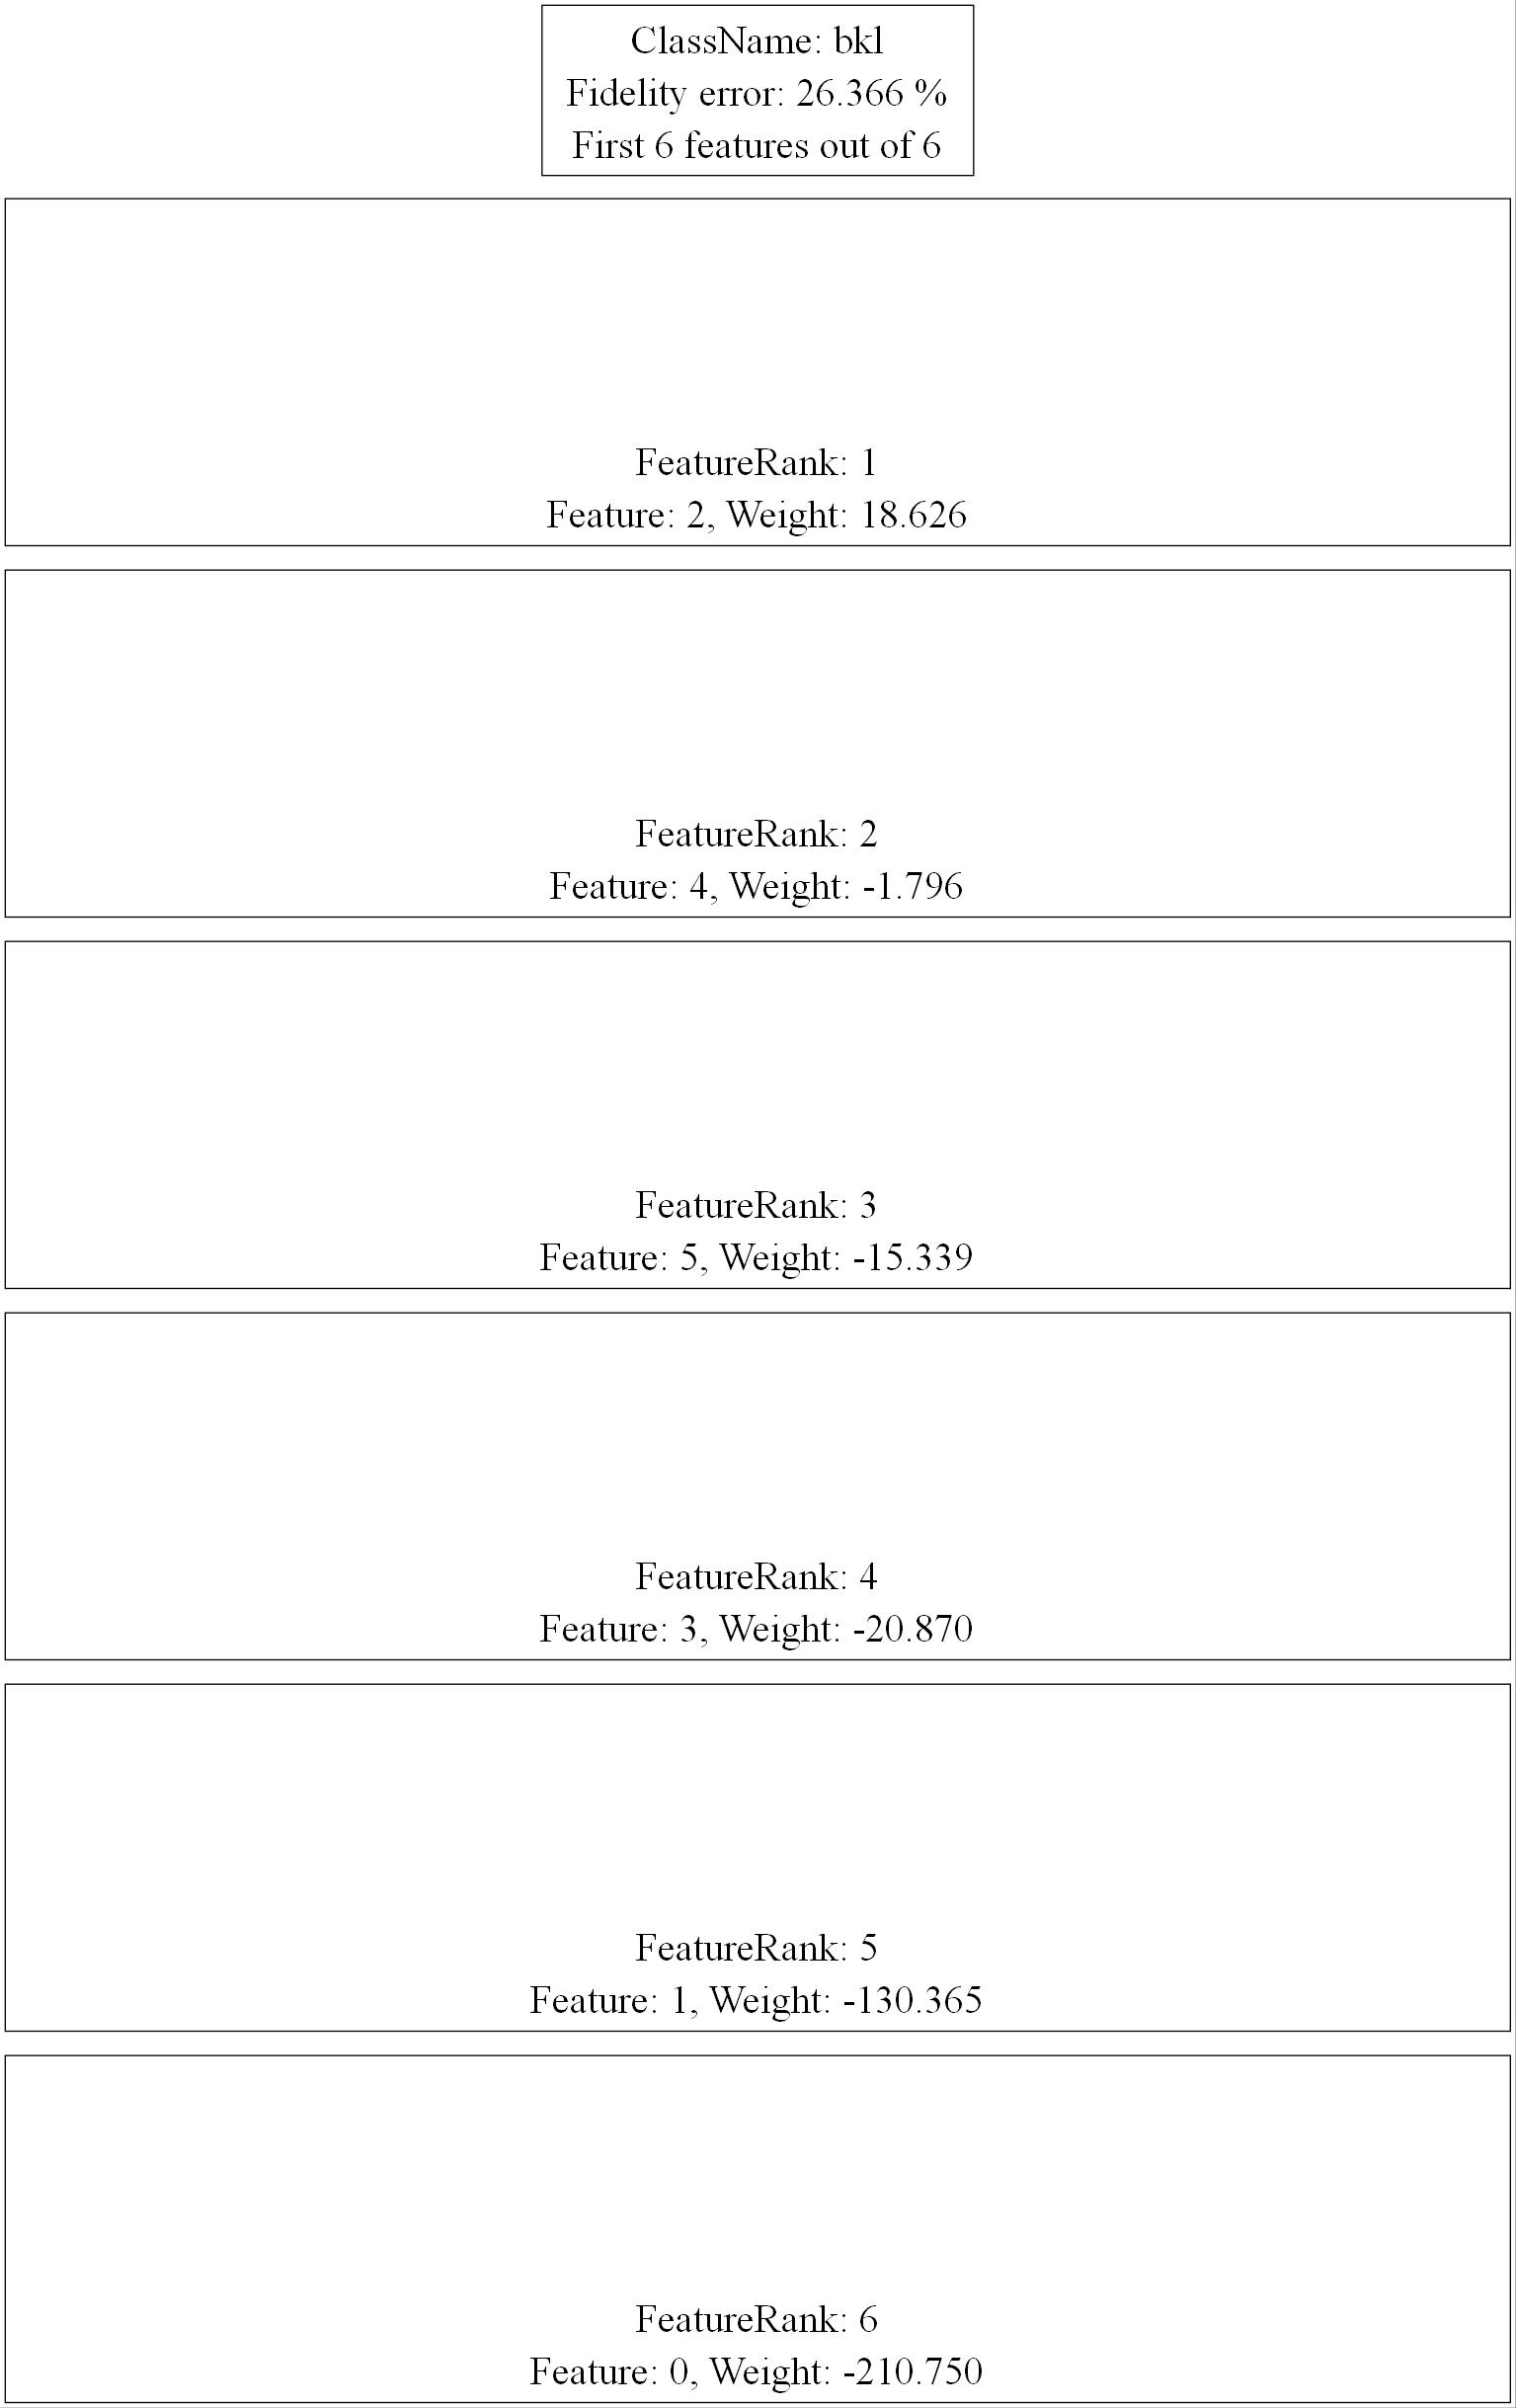 ClassName: bkl
Fidelity error: 26.366 %
First 6 features out of 6
FeatureRank: 1
Feature: 2, Weight: 18.626
FeatureRank: 2
Feature: 4, Weight: -1.796
FeatureRank: 3
Feature: 5, Weight: -15.339
FeatureRank: 4
Feature: 3, Weight: -20.870
FeatureRank: 5
Feature: 1, Weight: -130.365
FeatureRank: 6
Feature: 0, Weight: -210.750